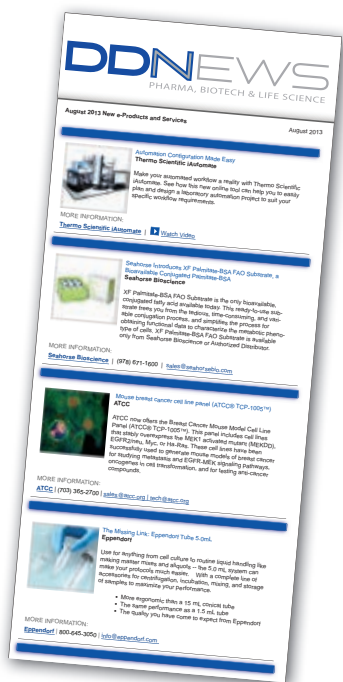 DDNEWS
PHARMA, BIOTECH & LIFE SCIENCE
August 2013 New e-Products and Services
August 2013
Automation Configuration Made Easy
Thermo Scientific iAutomate
Make your automated workflow a reality with Thermo Scientific
iAutomate. See how this new online tool can help you to easily
plan and design a laboratory automation project to suit your
specific workflow requirements.
MORE INFORMATION:
Thermo Scientific iAutomate | Watch Video
Seahorse Introduces XF Palmitate-BSA FAO Substrate, a
Bioavailable Conjugated Palmitate-BSA
Seahorse Bioscience
XF Palmitate-BSA FAO Substrate is the only bioavailable,
conjugated fatty acid available today. This ready-to-use sub-
strate frees you from the tedious, time-consuming, and vari-
able conjugation process, and simplifies the process for
obtaining functional data to characterize the metabolic pheno-
type of cells. XF Palmitate-BSA FAO Substrate is available
only from Seahorse Bioscience or Authorized Distributor.
MORE INFORMATION:
Seahorse Bioscience | (978) 671-1600 | sales@seahorsebio.com
Mouse breast cancer cell line panel (ATCC® TCP-1005™)
ATCC
ATCC now offers the Breast Cancer Mouse Model Cell Line
Panel (ATCC® TCP-1005™). This panel includes cell lines
that stably overexpress the MEK1 activated mutant (MEKDD),
EGFR2/neu, Myc, or Ha-Ras. These cell lines have been
successfully used to generate mouse models of breast cancer
for studying metastasis and EGR-MEK signaling pathways,
oncogenes in cell transformation, and for testing anti-cancer
compounds.
MORE INFORMATION:
ATCC | (703) 365-2700 | sales@atcc.org | tech@atcc.org
The Missing Link: Eppendorf Tube 5.0mL
Eppendorf
Use for anything from cell culture to routine liquid handling like
making master mixes and aliquots -- the 5.0 mL system can
make your protocols much easier. With a complete line of
accessories for centrifugation, incubation, mixing, and storage
of samples to maximize your performance.
• More ergonomic than a 15 mL conical tube
• The same performance as a 1.5 mL tube
• The quality you have come to expect from Eppendorf
MORE INFORMATION:
Eppendorf | 800-645-3050 | info@eppendorf.com